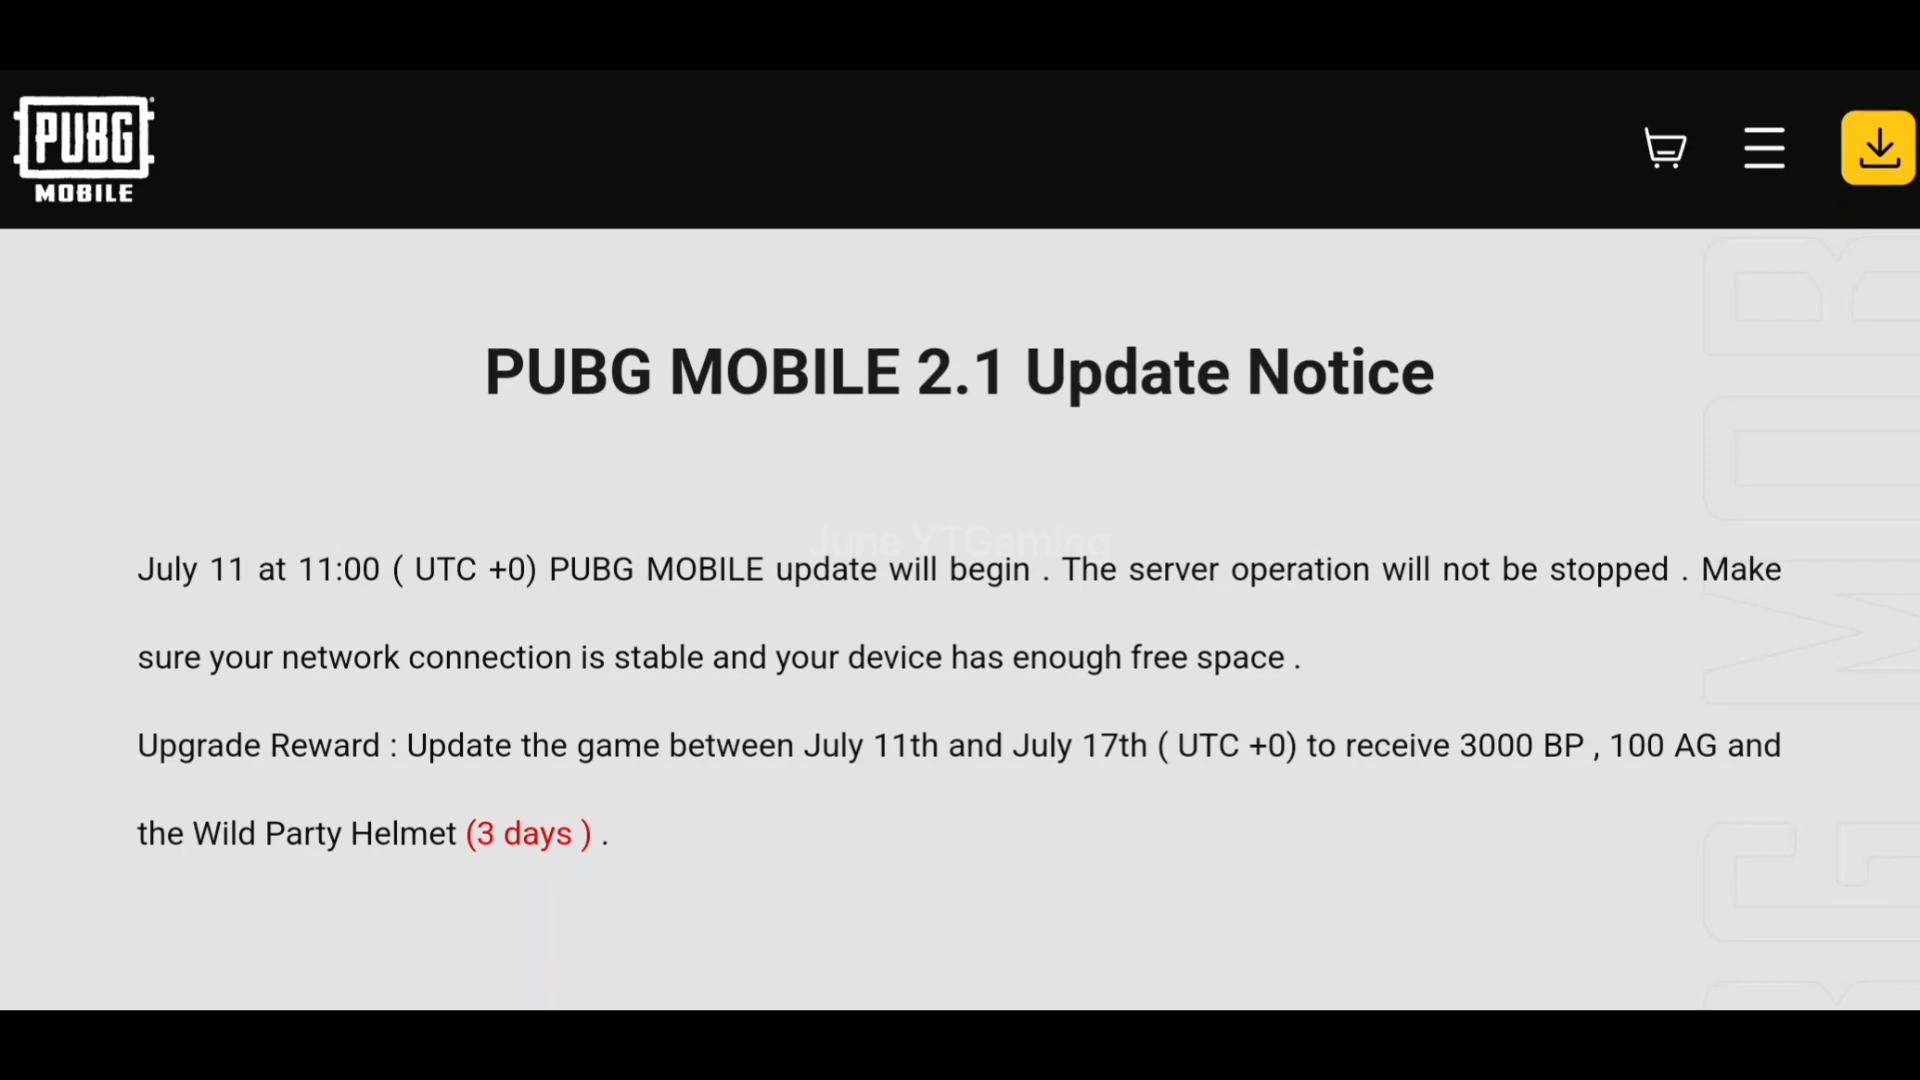 PUBG
MOBILE
PUBG MOBILE 2.1 Update Notice
June YTGaming
July 11 at 11:00 ( UTC +0) PUBG MOBILE update will begin . The server operation will not be stopped . Make
sure your network connection is stable and your device has enough free space .
Upgrade Reward : Update the game between July 11th and July 17th ( UTC +0) to receive 3000 BP , 100 AG and
the Wild Party Helmet (3 days ) .